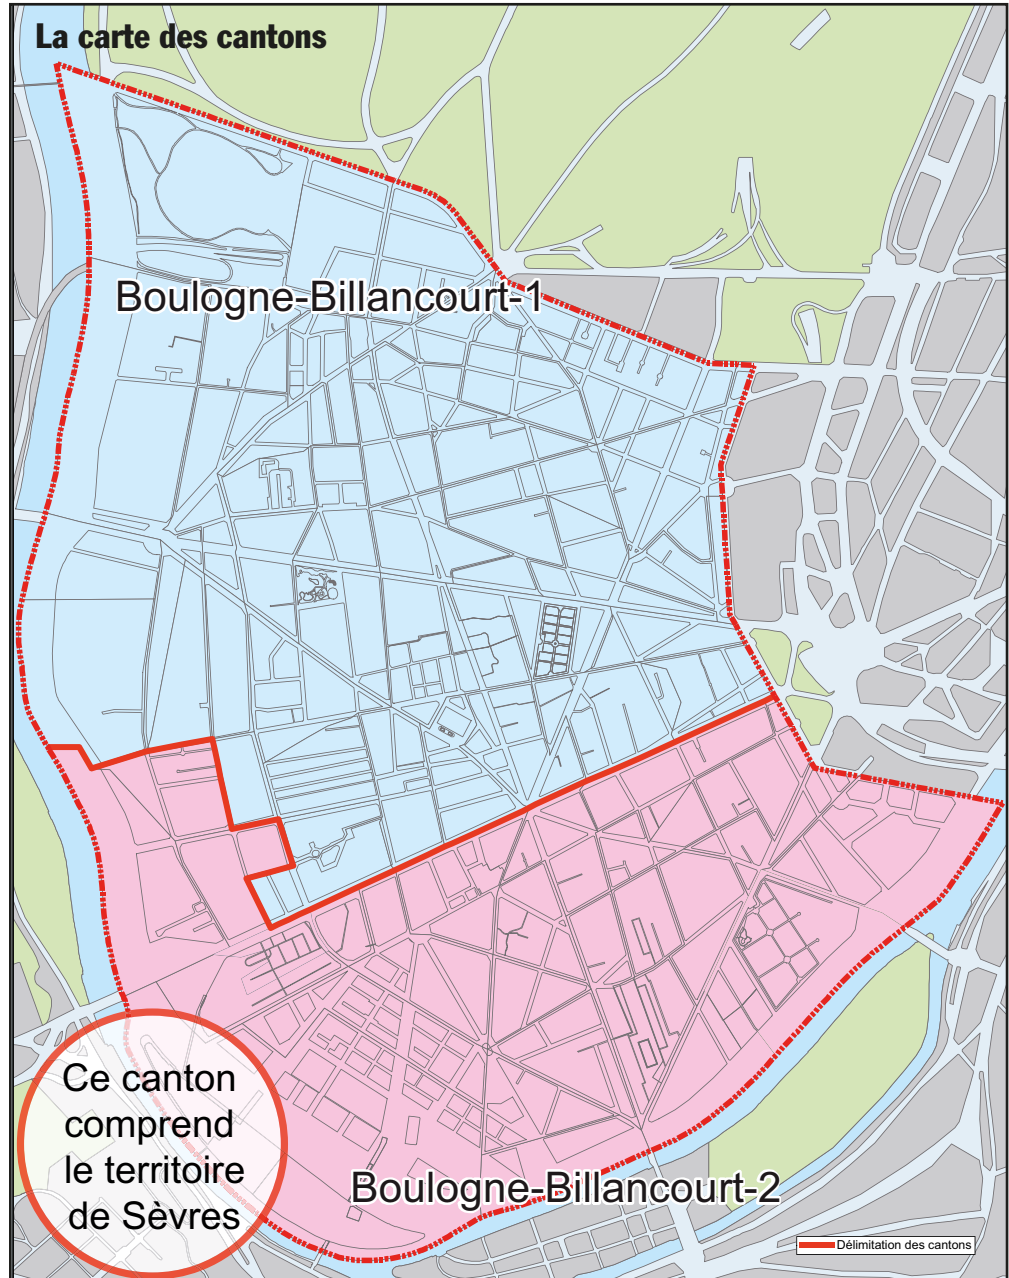 La carte des cantons
Boulogne-Billancourt-1
Ce canton
comprend
le territoire
de Sèvres
Boulogne-Billancourt-2
Délimitation des cantons